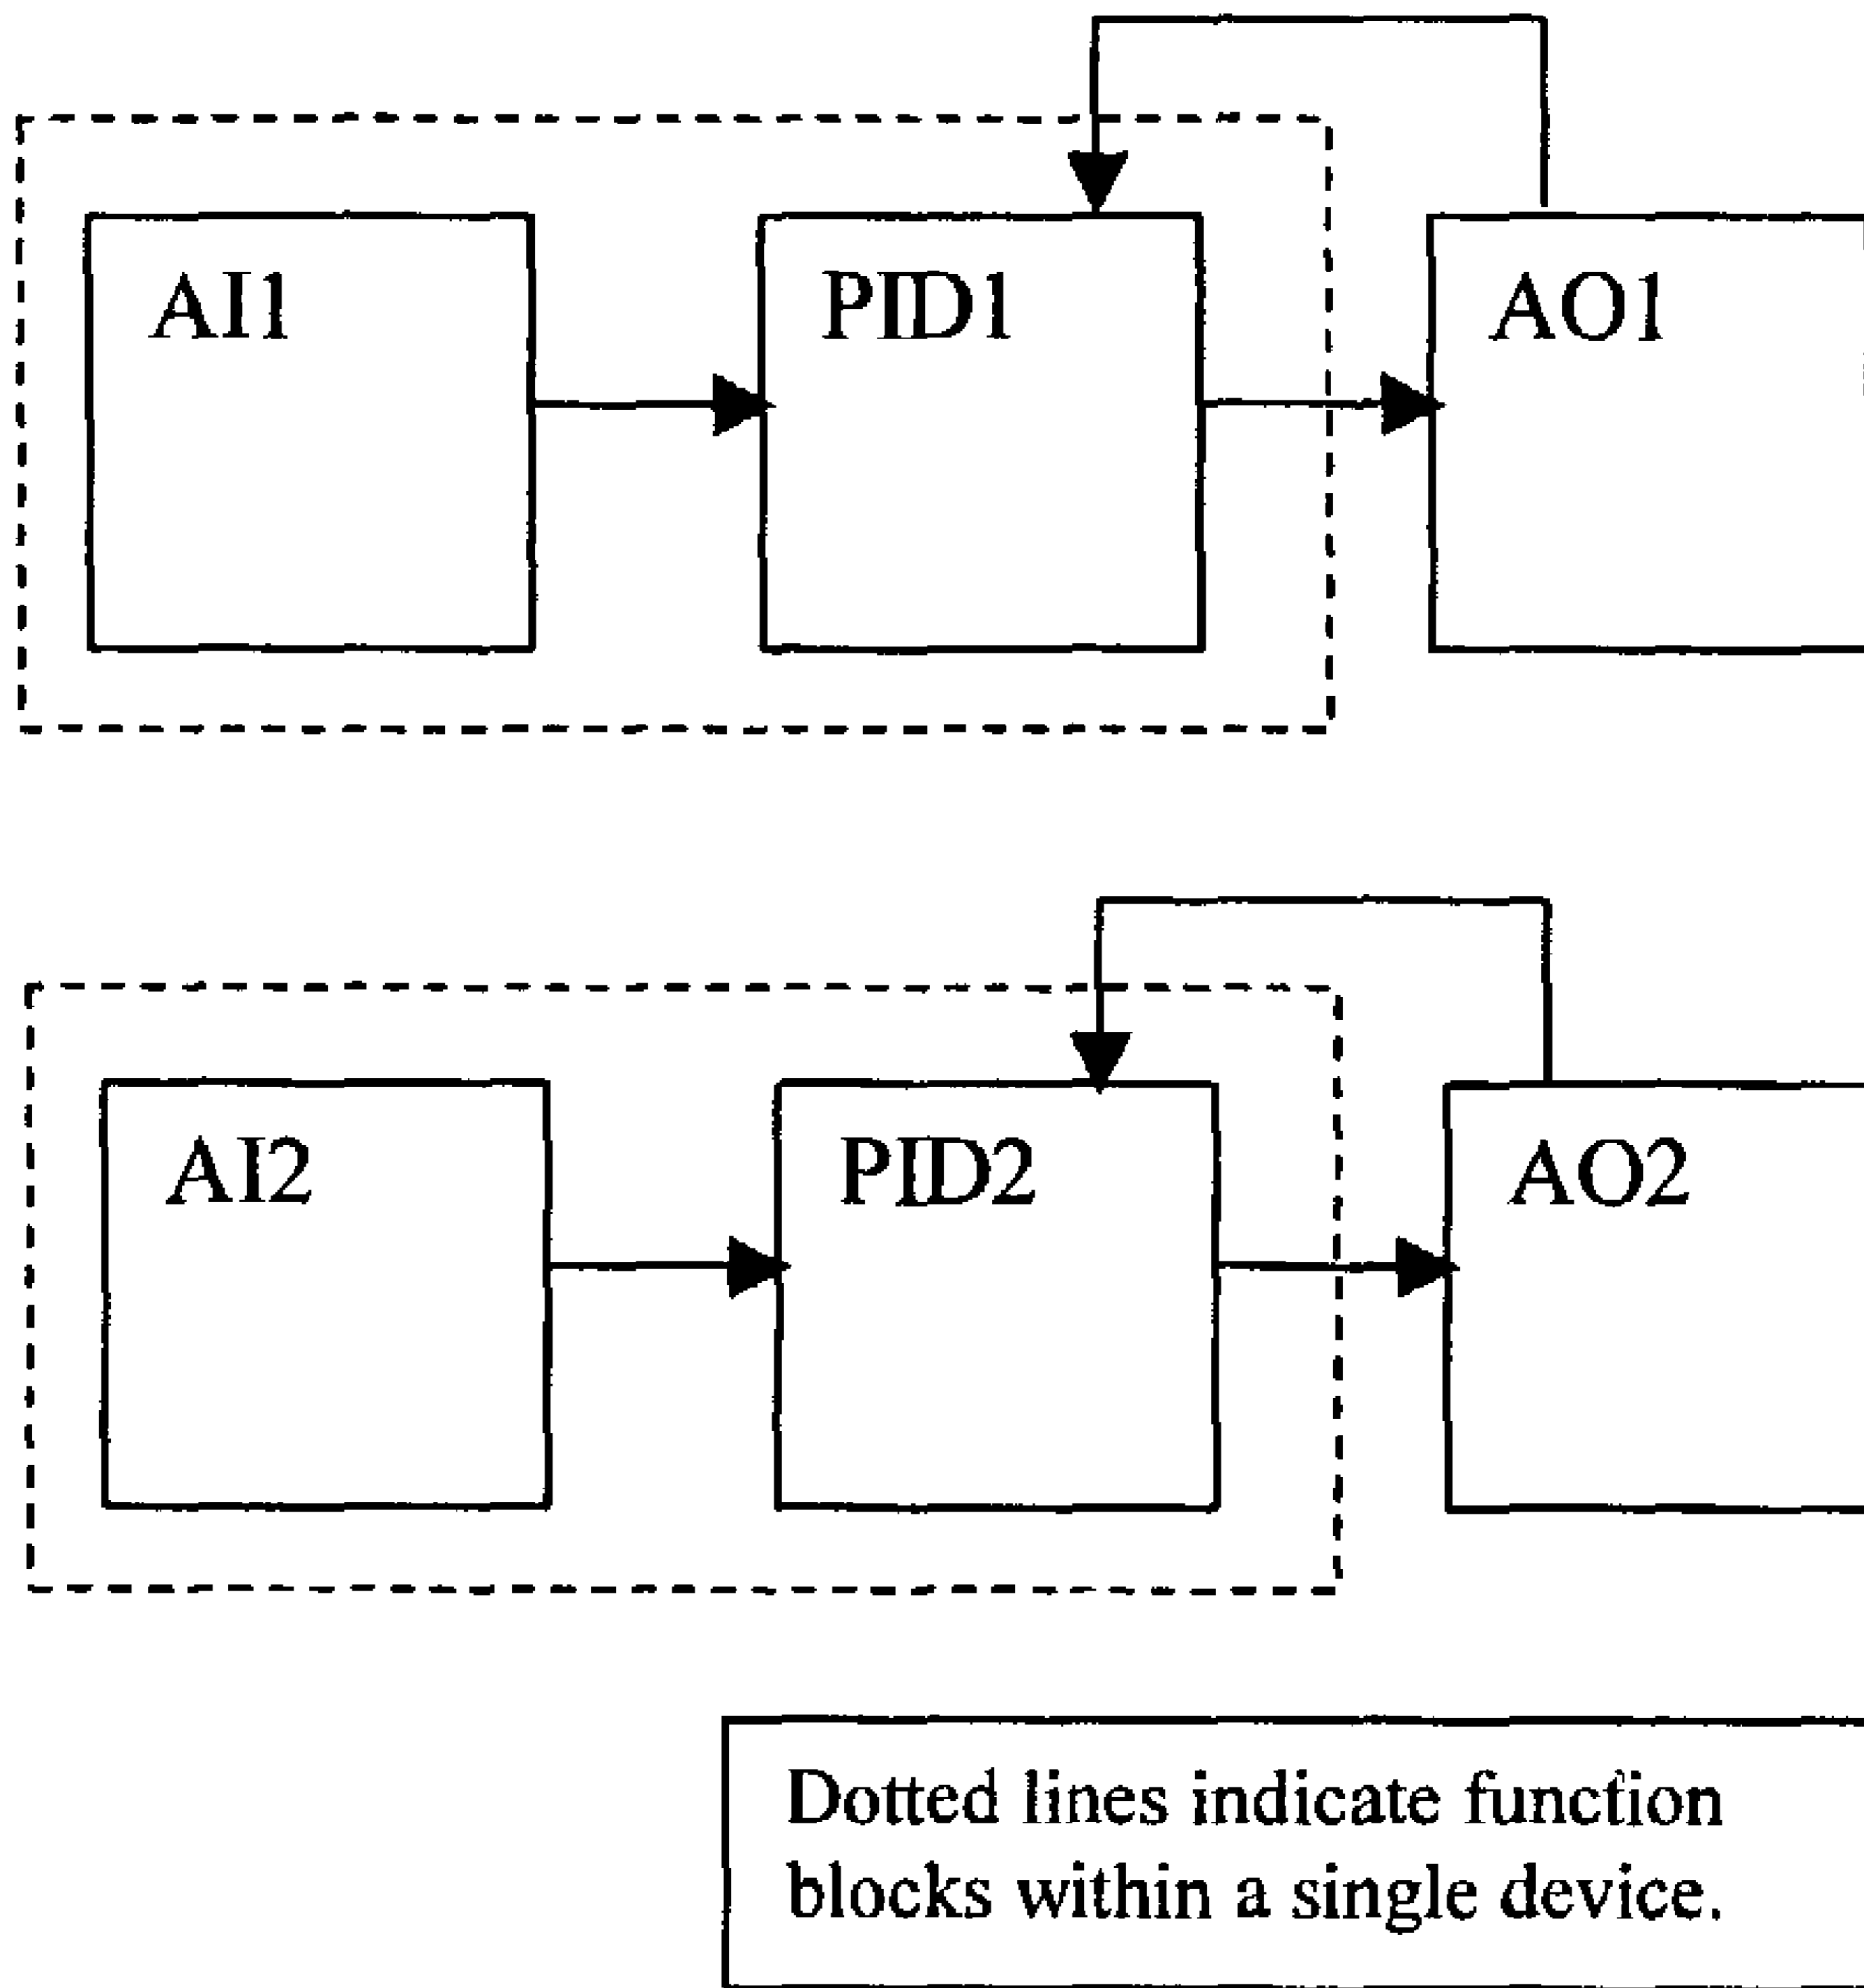 AI1 PID1 AO1
AI2 PID2 AO2
Dotted lines indicate function
blocks within a single device.